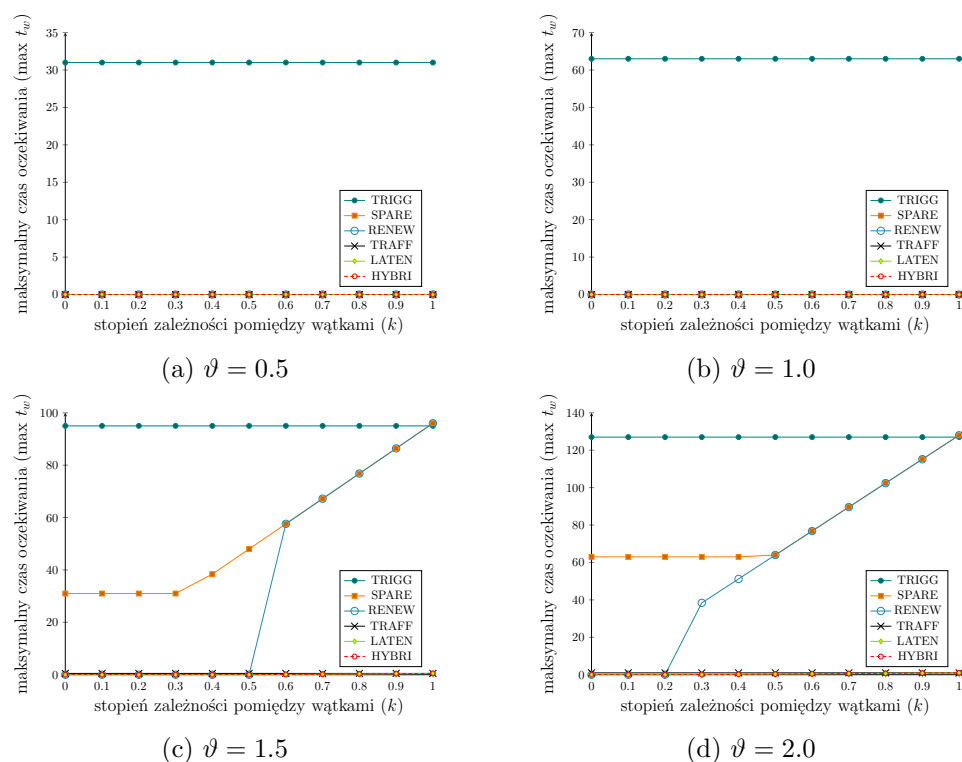 maksymalny czas oczekiwania (max t_w)
35
30
25
20
15
10
5
0
0 0.1 0.2 0.3 0.4 0.5 0.6 0.7 0.8 0.9 1
stopień zależności pomiędzy wątkami (k)
TRIGG
SPARE
RENEW
TRAFF
LATEN
HYBRI
(a) ϑ = 0.5
maksymalny czas oczekiwania (max t_w)
70
60
50
40
30
20
10
0
0 0.1 0.2 0.3 0.4 0.5 0.6 0.7 0.8 0.9 1
stopień zależności pomiędzy wątkami (k)
TRIGG
SPARE
RENEW
TRAFF
LATEN
HYBRI
(b) ϑ = 1.0
maksymalny czas oczekiwania (max t_w)
100
80
60
40
20
0
0 0.1 0.2 0.3 0.4 0.5 0.6 0.7 0.8 0.9 1
stopień zależności pomiędzy wątkami (k)
TRIGG
SPARE
RENEW
TRAFF
LATEN
HYBRI
(c) ϑ = 1.5
maksymalny czas oczekiwania (max t_w)
140
120
100
80
60
40
20
0
0 0.1 0.2 0.3 0.4 0.5 0.6 0.7 0.8 0.9 1
stopień zależności pomiędzy wątkami (k)
TRIGG
SPARE
RENEW
TRAFF
LATEN
HYBRI
(d) ϑ = 2.0